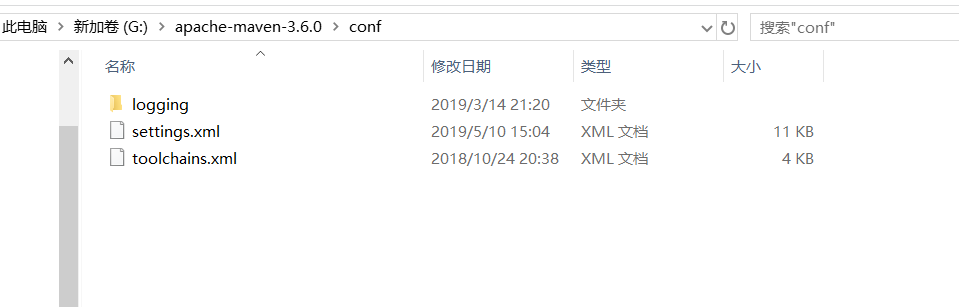 此电脑 新加卷 (G:) apache-maven-3.6.0 conf 搜索"conf"
名称 修改日期 类型 大小
logging 2019/3/14 21:20 文件夹
settings.xml 2019/5/10 15:04 XML 文档 11 KB
toolchains.xml 2018/10/24 20:38 XML 文档 4 KB